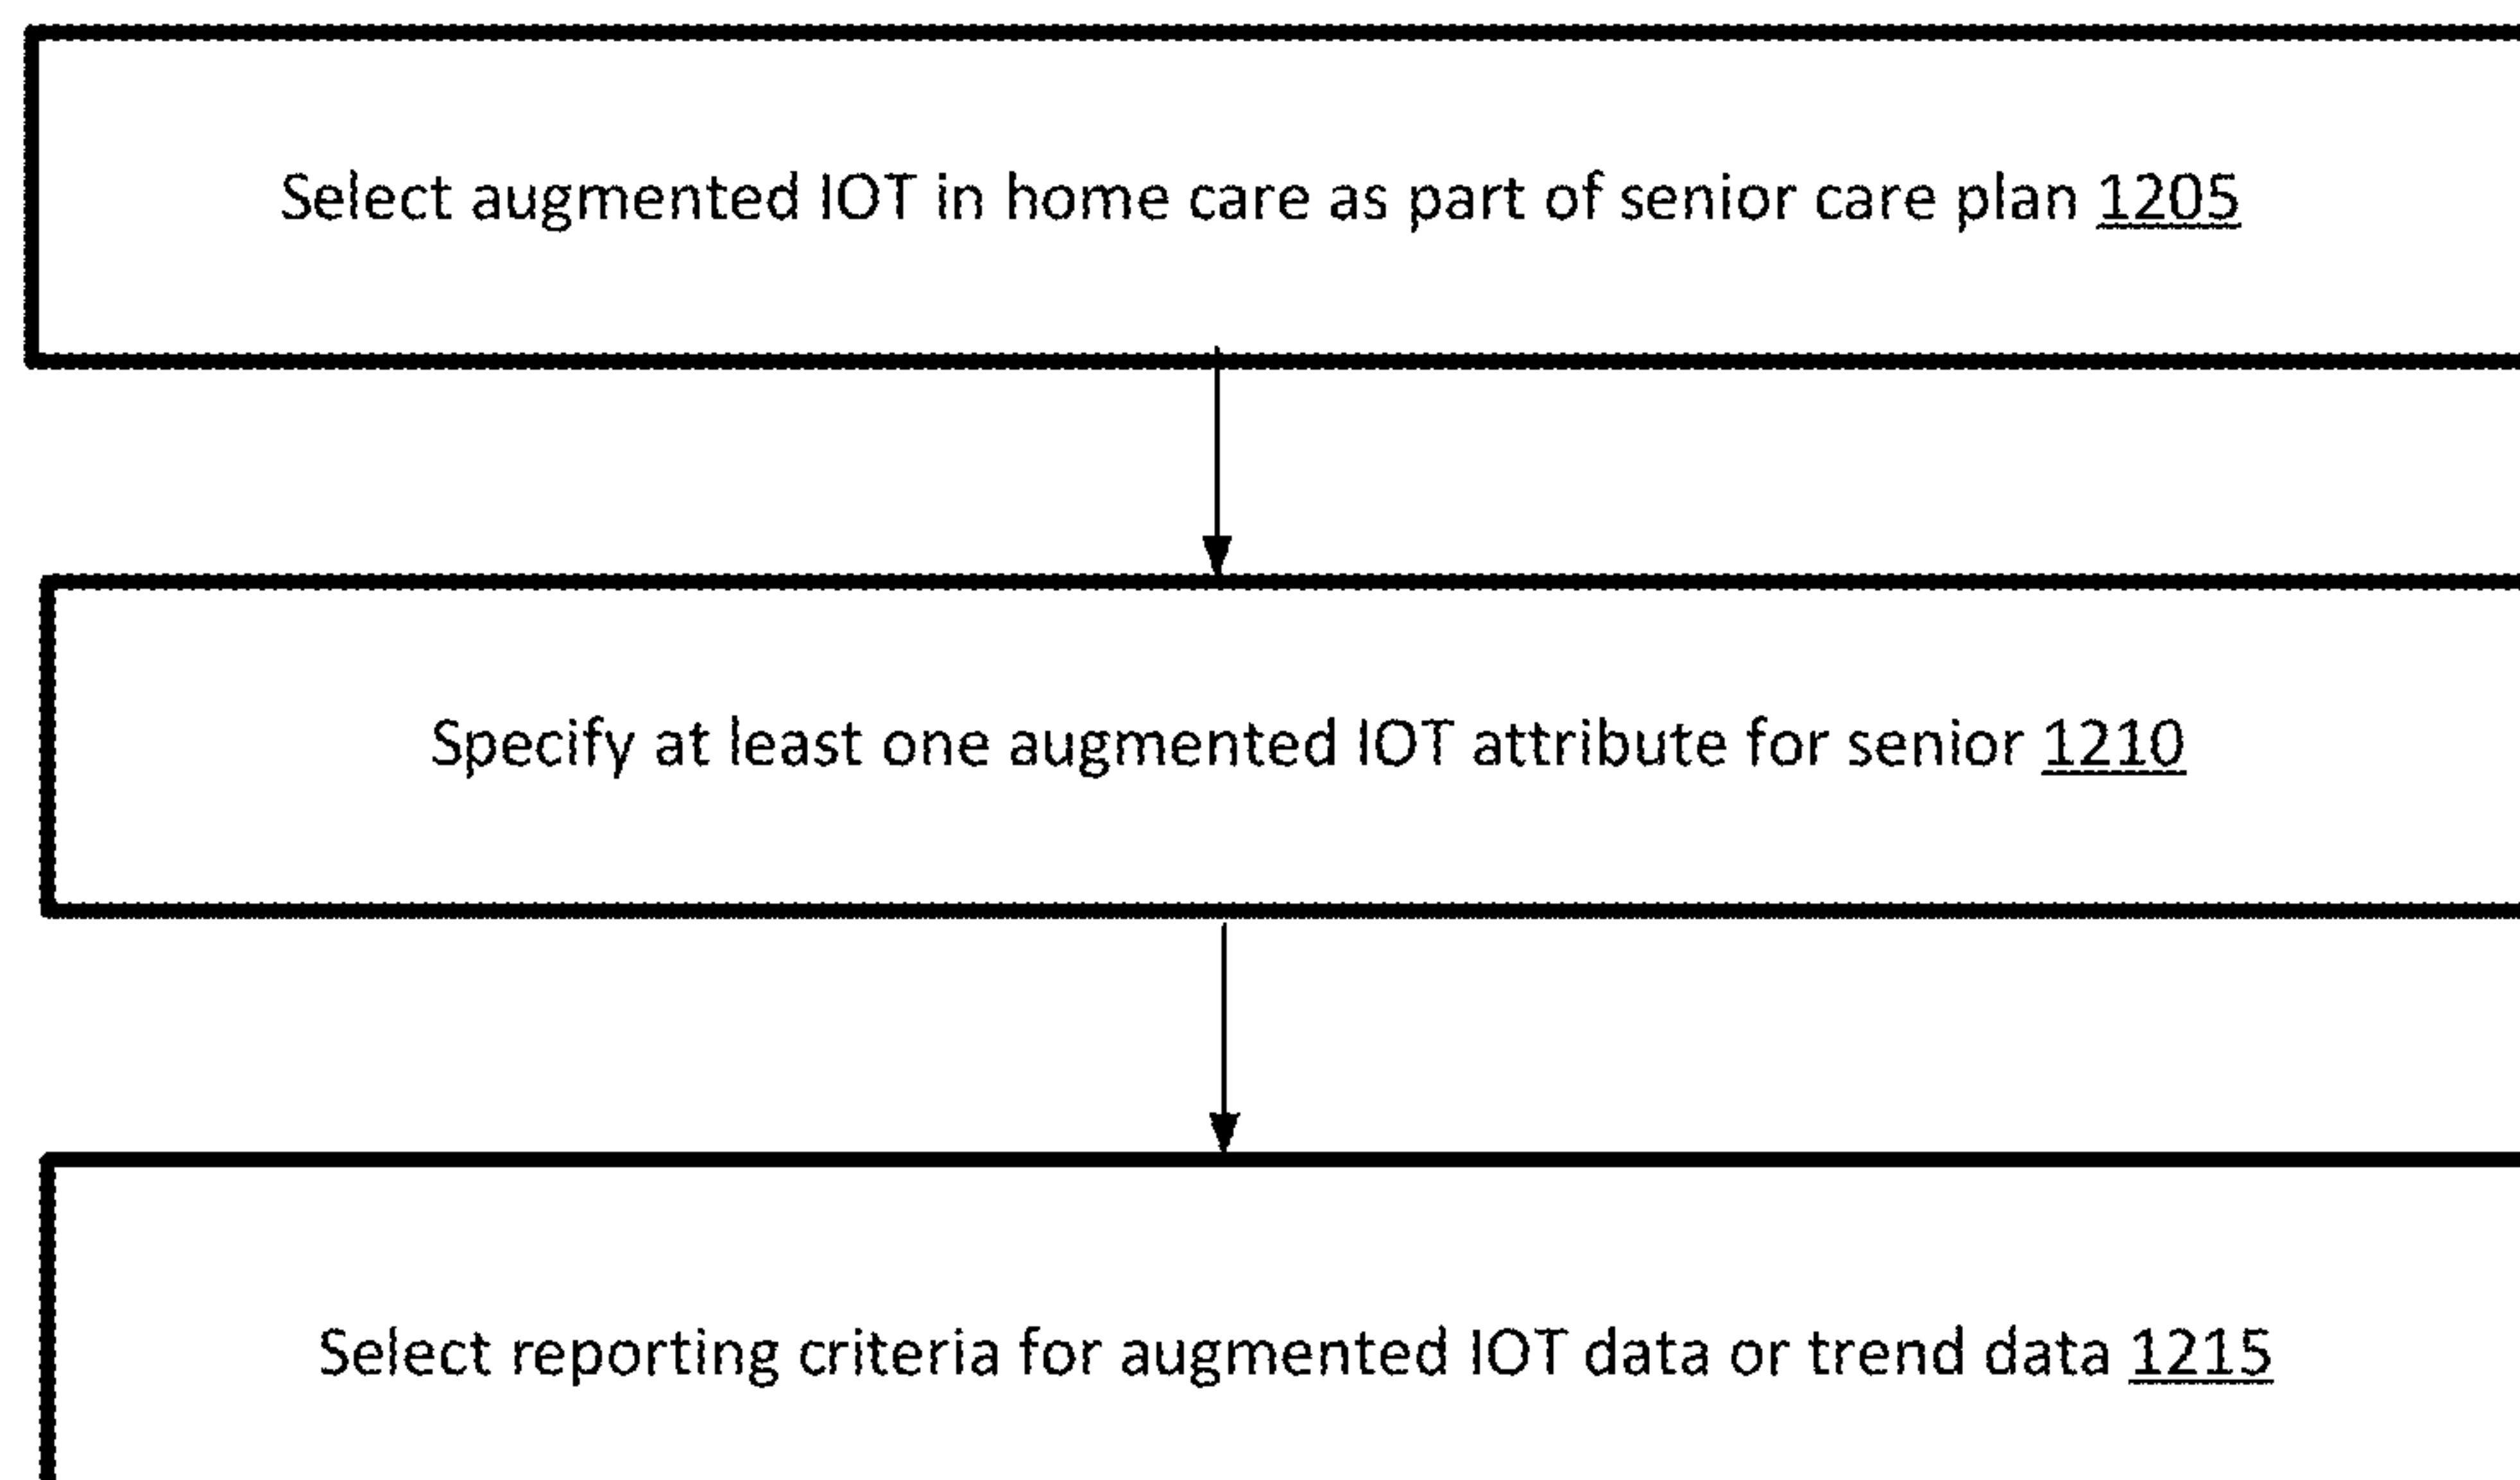 Select augmented IOT in home care as part of senior care plan 1205
Specify at least one augmented IOT attribute for senior 1210
Select reporting criteria for augmented IOT data or trend data 1215